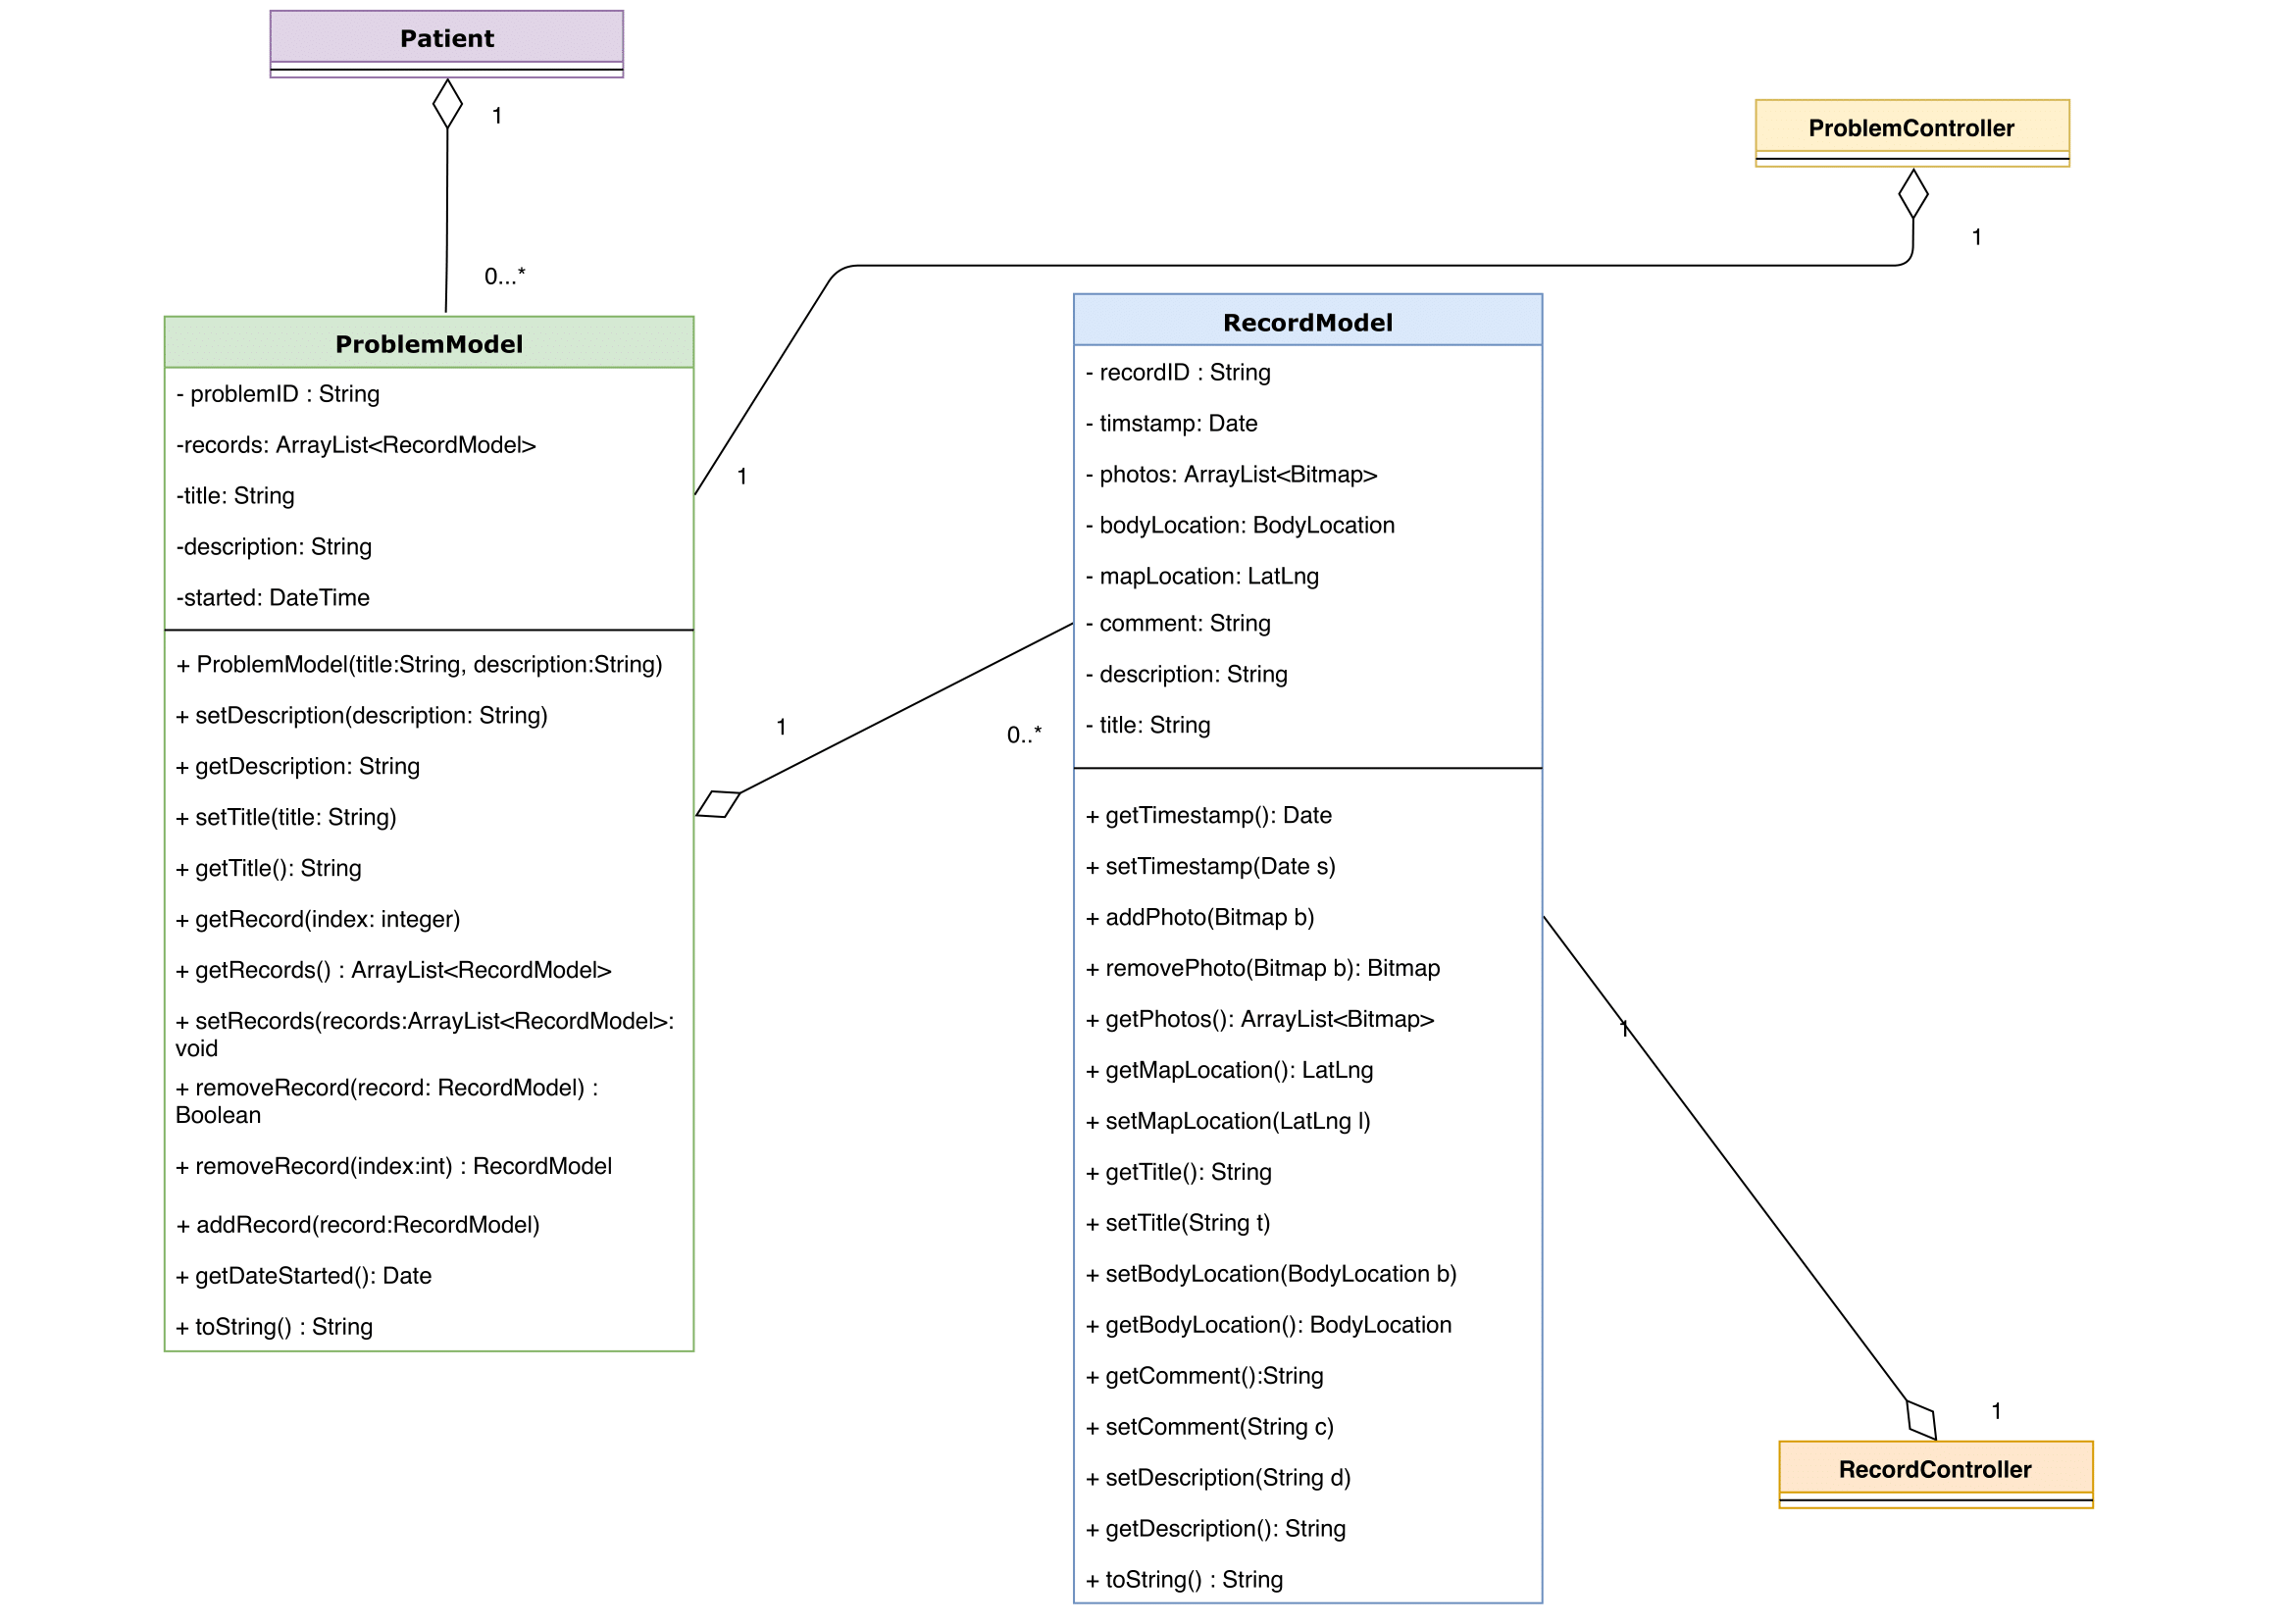 Patient
1
0...*
ProblemController
1
ProblemModel
- problemID : String
-records: ArrayList<RecordModel>
-title: String
-description: String
-started: DateTime
+ ProblemModel(title:String, description:String)
+ setDescription(description: String)
+ getDescription: String
+ setTitle(title: String)
+ getTitle(): String
+ getRecord(index: integer)
+ getRecords() : ArrayList<RecordModel>
+ setRecords(records:ArrayList<RecordModel>:
void
+ removeRecord(record: RecordModel) :
Boolean
+ removeRecord(index:int) : RecordModel
+ addRecord(record:RecordModel)
+ getDateStarted(): Date
+ toString() : String
1
1
0..*
RecordModel
- recordID : String
- timstamp: Date
- photos: ArrayList<Bitmap>
- bodyLocation: BodyLocation
- mapLocation: LatLng
- comment: String
- description: String
- title: String
+ getTimestamp(): Date
+ setTimestamp(Date s)
+ addPhoto(Bitmap b)
+ removePhoto(Bitmap b): Bitmap
+ getPhotos(): ArrayList<Bitmap>
+ getMapLocation(): LatLng
+ setMapLocation(LatLng l)
+ getTitle(): String
+ setTitle(String t)
+ setBodyLocation(BodyLocation b)
+ getBodyLocation(): BodyLocation
+ getComment():String
+ setComment(String c)
+ setDescription(String d)
+ getDescription(): String
+ toString() : String
1
1
RecordController